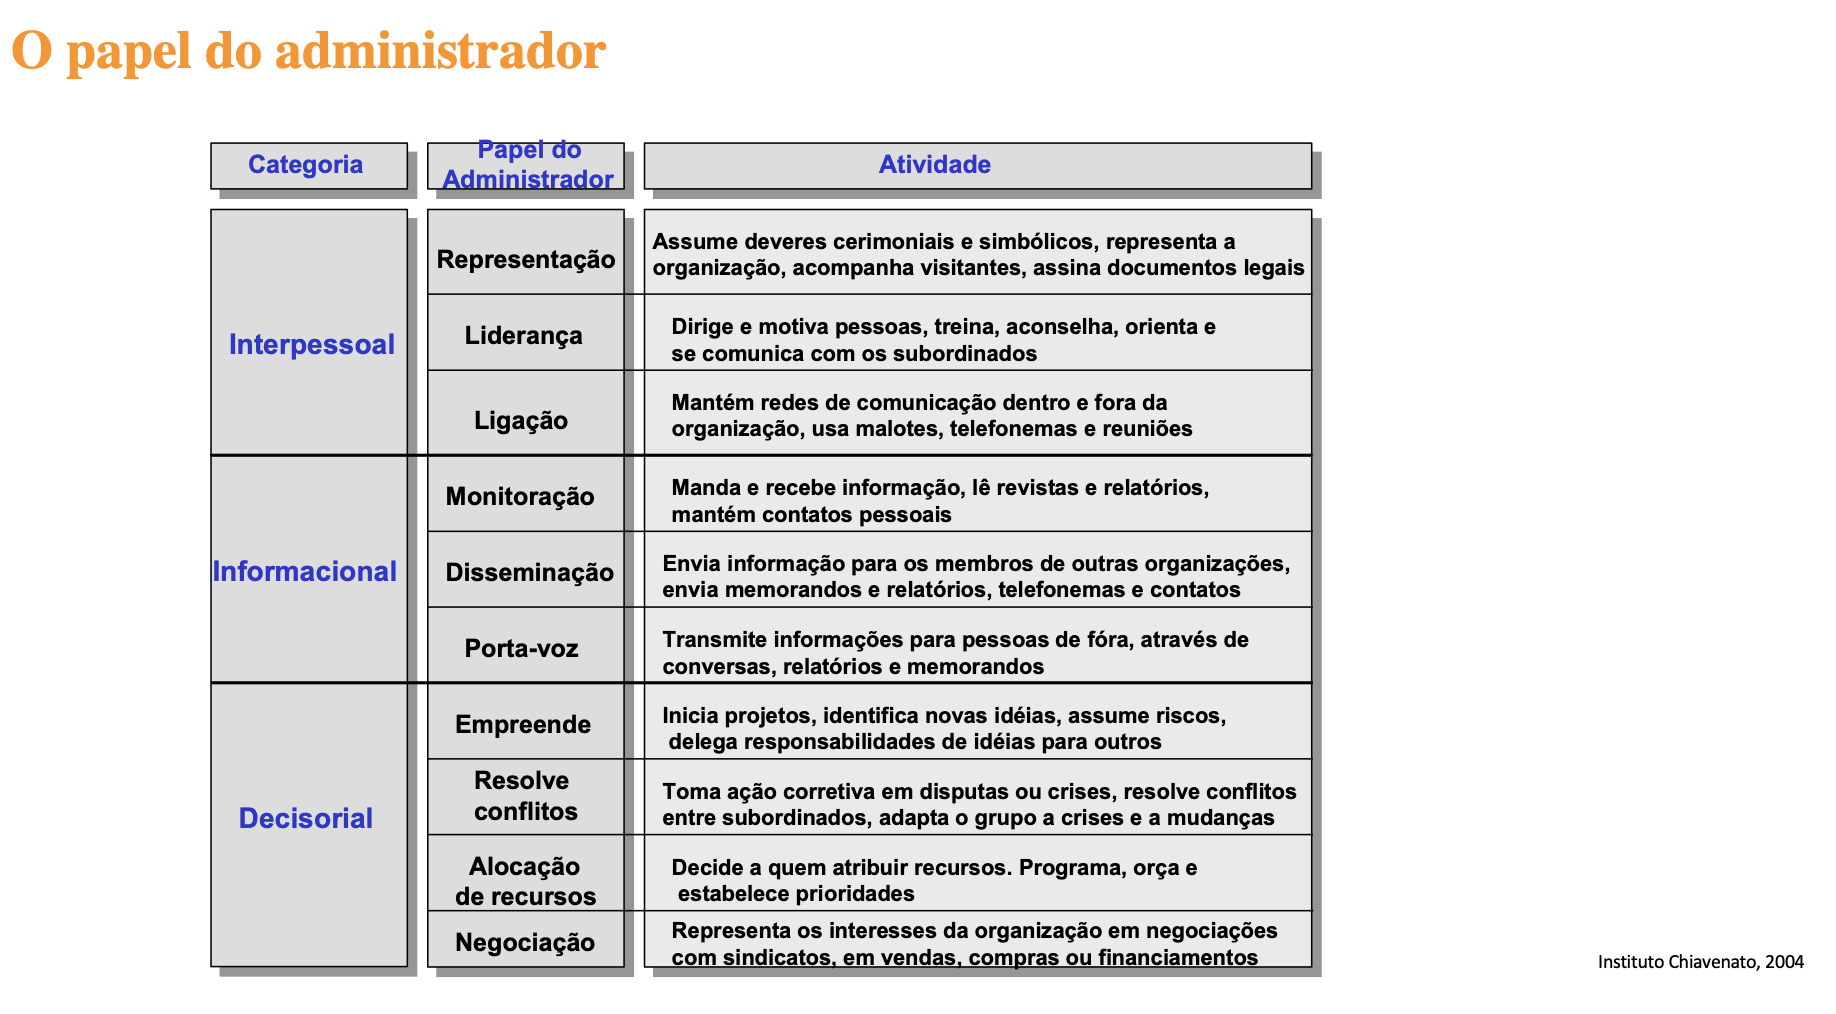 O papel do administrador
Categoria
Papel do
Administrador
Atividade
Interpessoal
Representação
Assume deveres cerimoniais e simbólicos, representa a
organização, acompanha visitantes, assina documentos legais
Liderança
Dirige e motiva pessoas, treina, aconselha, orienta e
se comunica com os subordinados
Ligação
Mantém redes de comunicação dentro e fora da
organização, usa malotes, telefonemas e reuniões
Informacional
Monitoração
Manda e recebe informação, lê revistas e relatórios,
mantém contatos pessoais
Disseminação
Envia informação para os membros de outras organizações,
envia memorandos e relatórios, telefonemas e contatos
Porta-voz
Transmite informações para pessoas de fóra, através de
conversas, relatórios e memorandos
Decisorial
Empreende
Inicia projetos, identifica novas idéias, assume riscos,
delega responsabilidades de idéias para outros
Resolve
conflitos
Toma ação corretiva em disputas ou crises, resolve conflitos
entre subordinados, adapta o grupo a crises e a mudanças
Alocação
de recursos
Decide a quem atribuir recursos. Programa, orça e
estabelece prioridades
Negociação
Representa os interesses da organização em negociações
com sindicatos, em vendas, compras ou financiamentos
Instituto Chiavenato, 2004